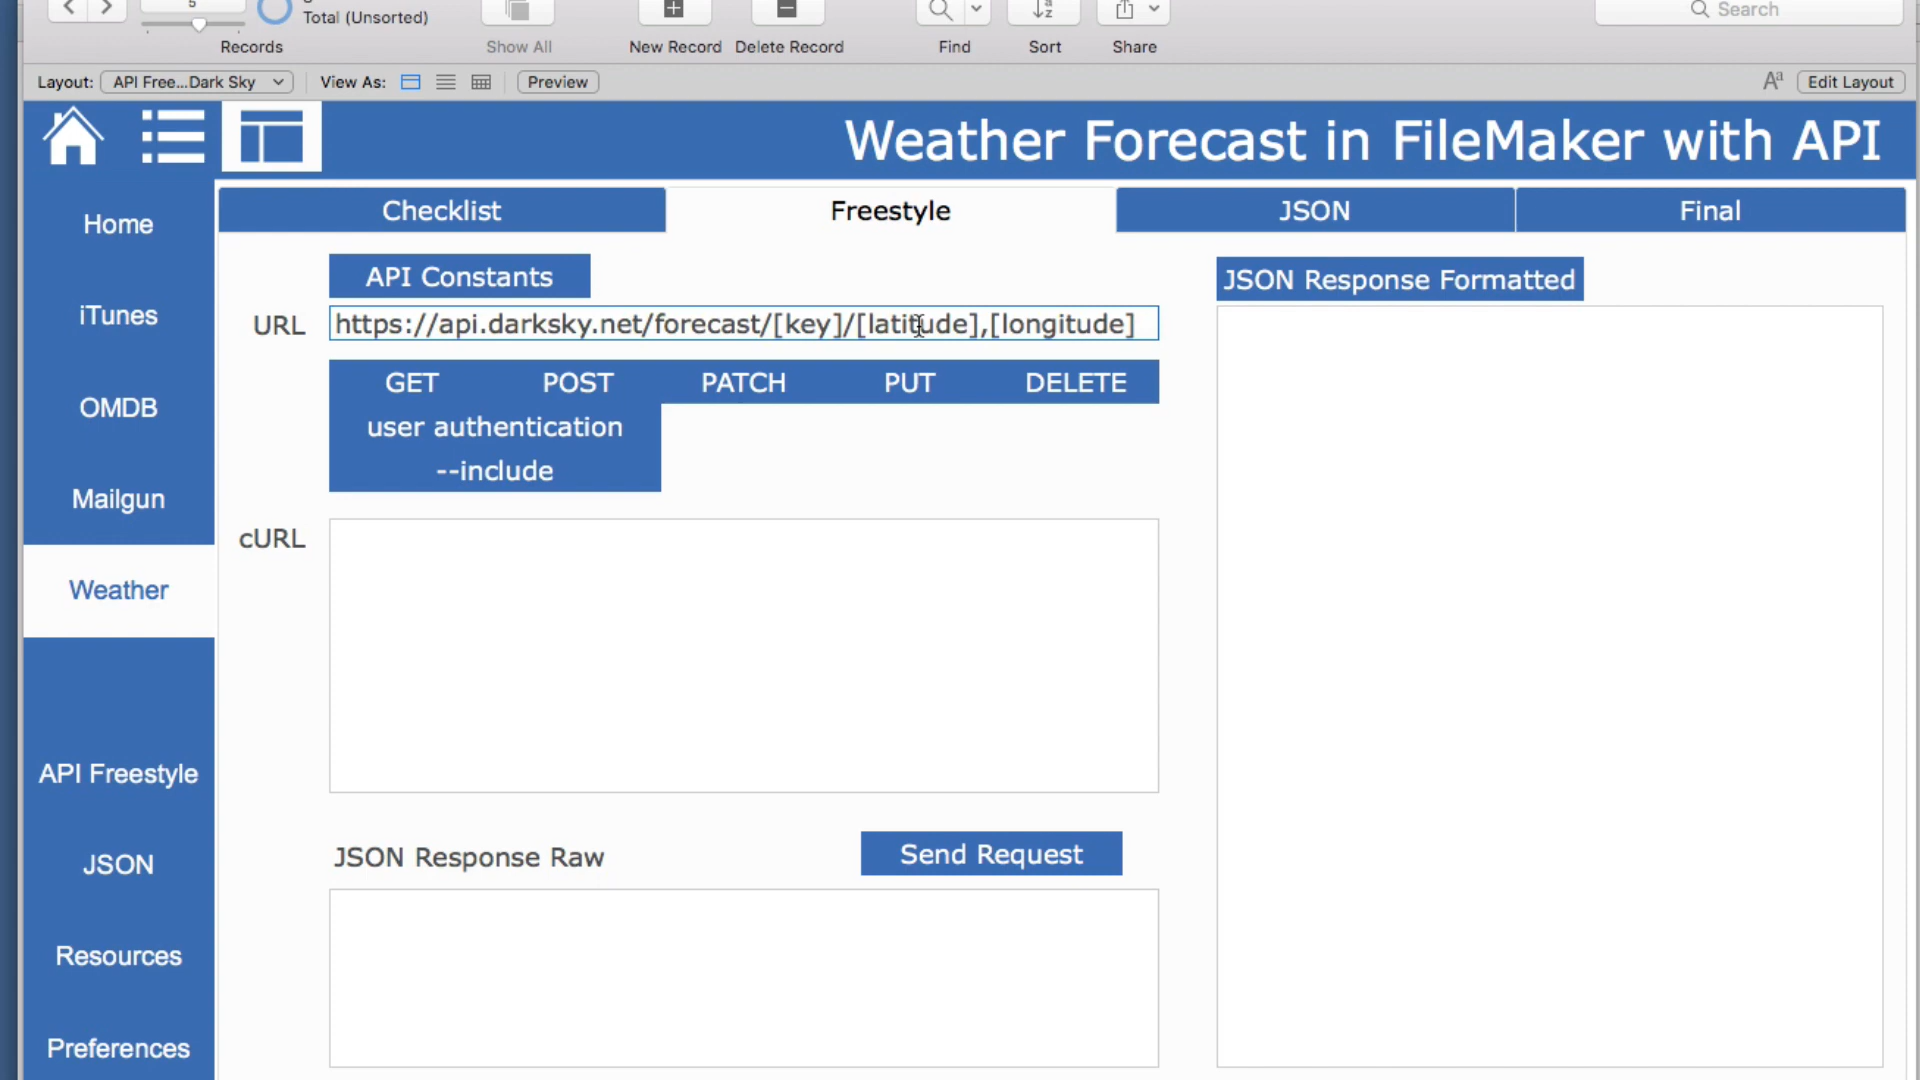 5
Total (Unsorted)
Records
Show All
New Record
Delete Record
Find
Sort
Share
Search
Layout: API Free...Dark Sky
View As:
Preview
Aa
Edit Layout
Weather Forecast in FileMaker with API
Home
iTunes
OMDB
Mailgun
Weather
API Freestyle
JSON
Resources
Preferences
Checklist
Freestyle
JSON
Final
API Constants
URL
https://api.darksky.net/forecast/[key]/[latitude],[longitude]
GET
POST
PATCH
PUT
DELETE
user authentication
--include
cURL
JSON Response Raw
Send Request
JSON Response Formatted